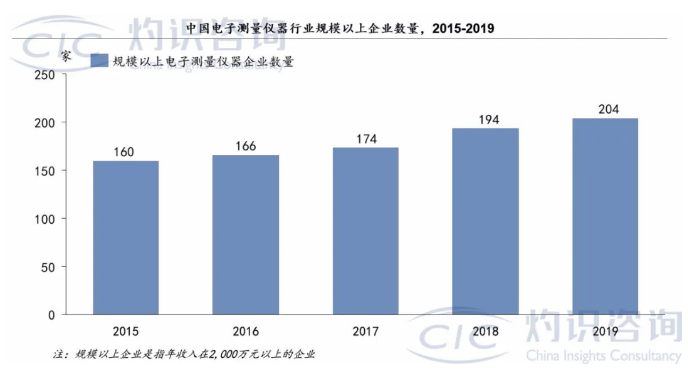 中国电子测量仪器行业规模以上企业数量，2015-2019
CIC 灼识咨询
China Insights Consultancy
家
规模以上电子测量仪器企业数量
250
200
150
100
50
0
160
166
174
194
204
2015
2016
2017
2018
2019
CIC 灼识咨询
China Insights Consultancy
注：规模以上企业是指年收入在2,000万元以上的企业